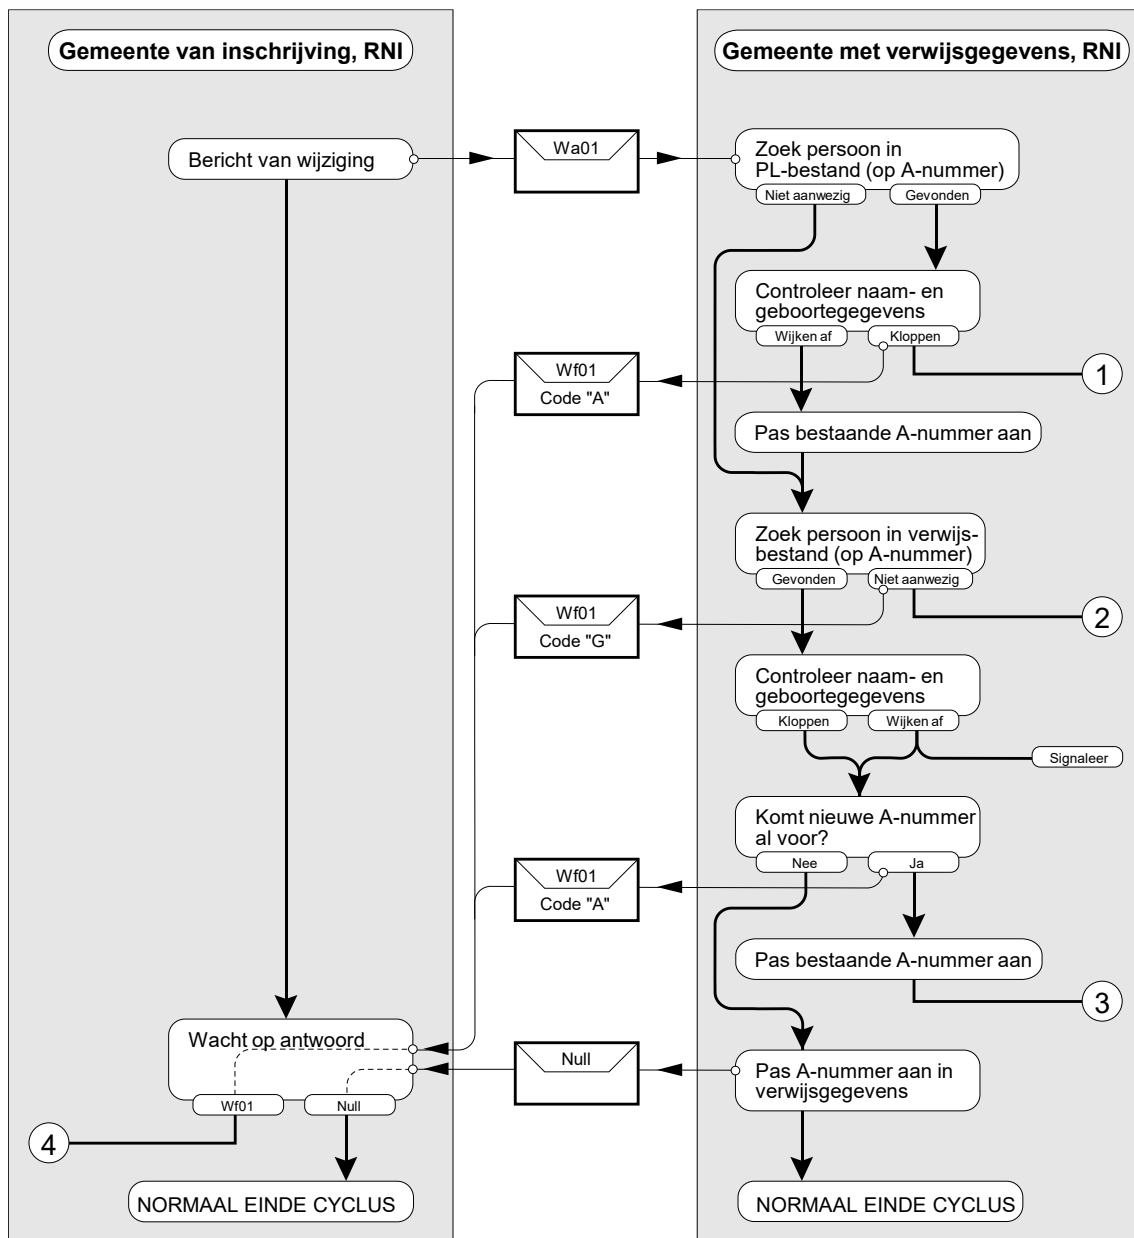 Gemeente van inschrijving, RNI
Gemeente met verwijsgegevens, RNI
Bericht van wijziging
Wa01
Zoek persoon in
PL-bestand (op A-nummer)
Niet aanwezig
Gevonden
Controleer naam- en
geboortegegevens
Wijken af
Kloppen
Wf01
Code "A"
1
Pas bestaande A-nummer aan
Zoek persoon in verwijs-
bestand (op A-nummer)
Gevonden
Niet aanwezig
Wf01
Code "G"
2
Controleer naam- en
geboortegegevens
Kloppen
Wijken af
Signaleer
Komt nieuwe A-nummer
al voor?
Nee
Ja
Wf01
Code "A"
Pas bestaande A-nummer aan
3
Wacht op antwoord
Wf01
Null
Null
Pas A-nummer aan in
verwijsgegevens
4
NORMAAL EINDE CYCLUS
NORMAAL EINDE CYCLUS